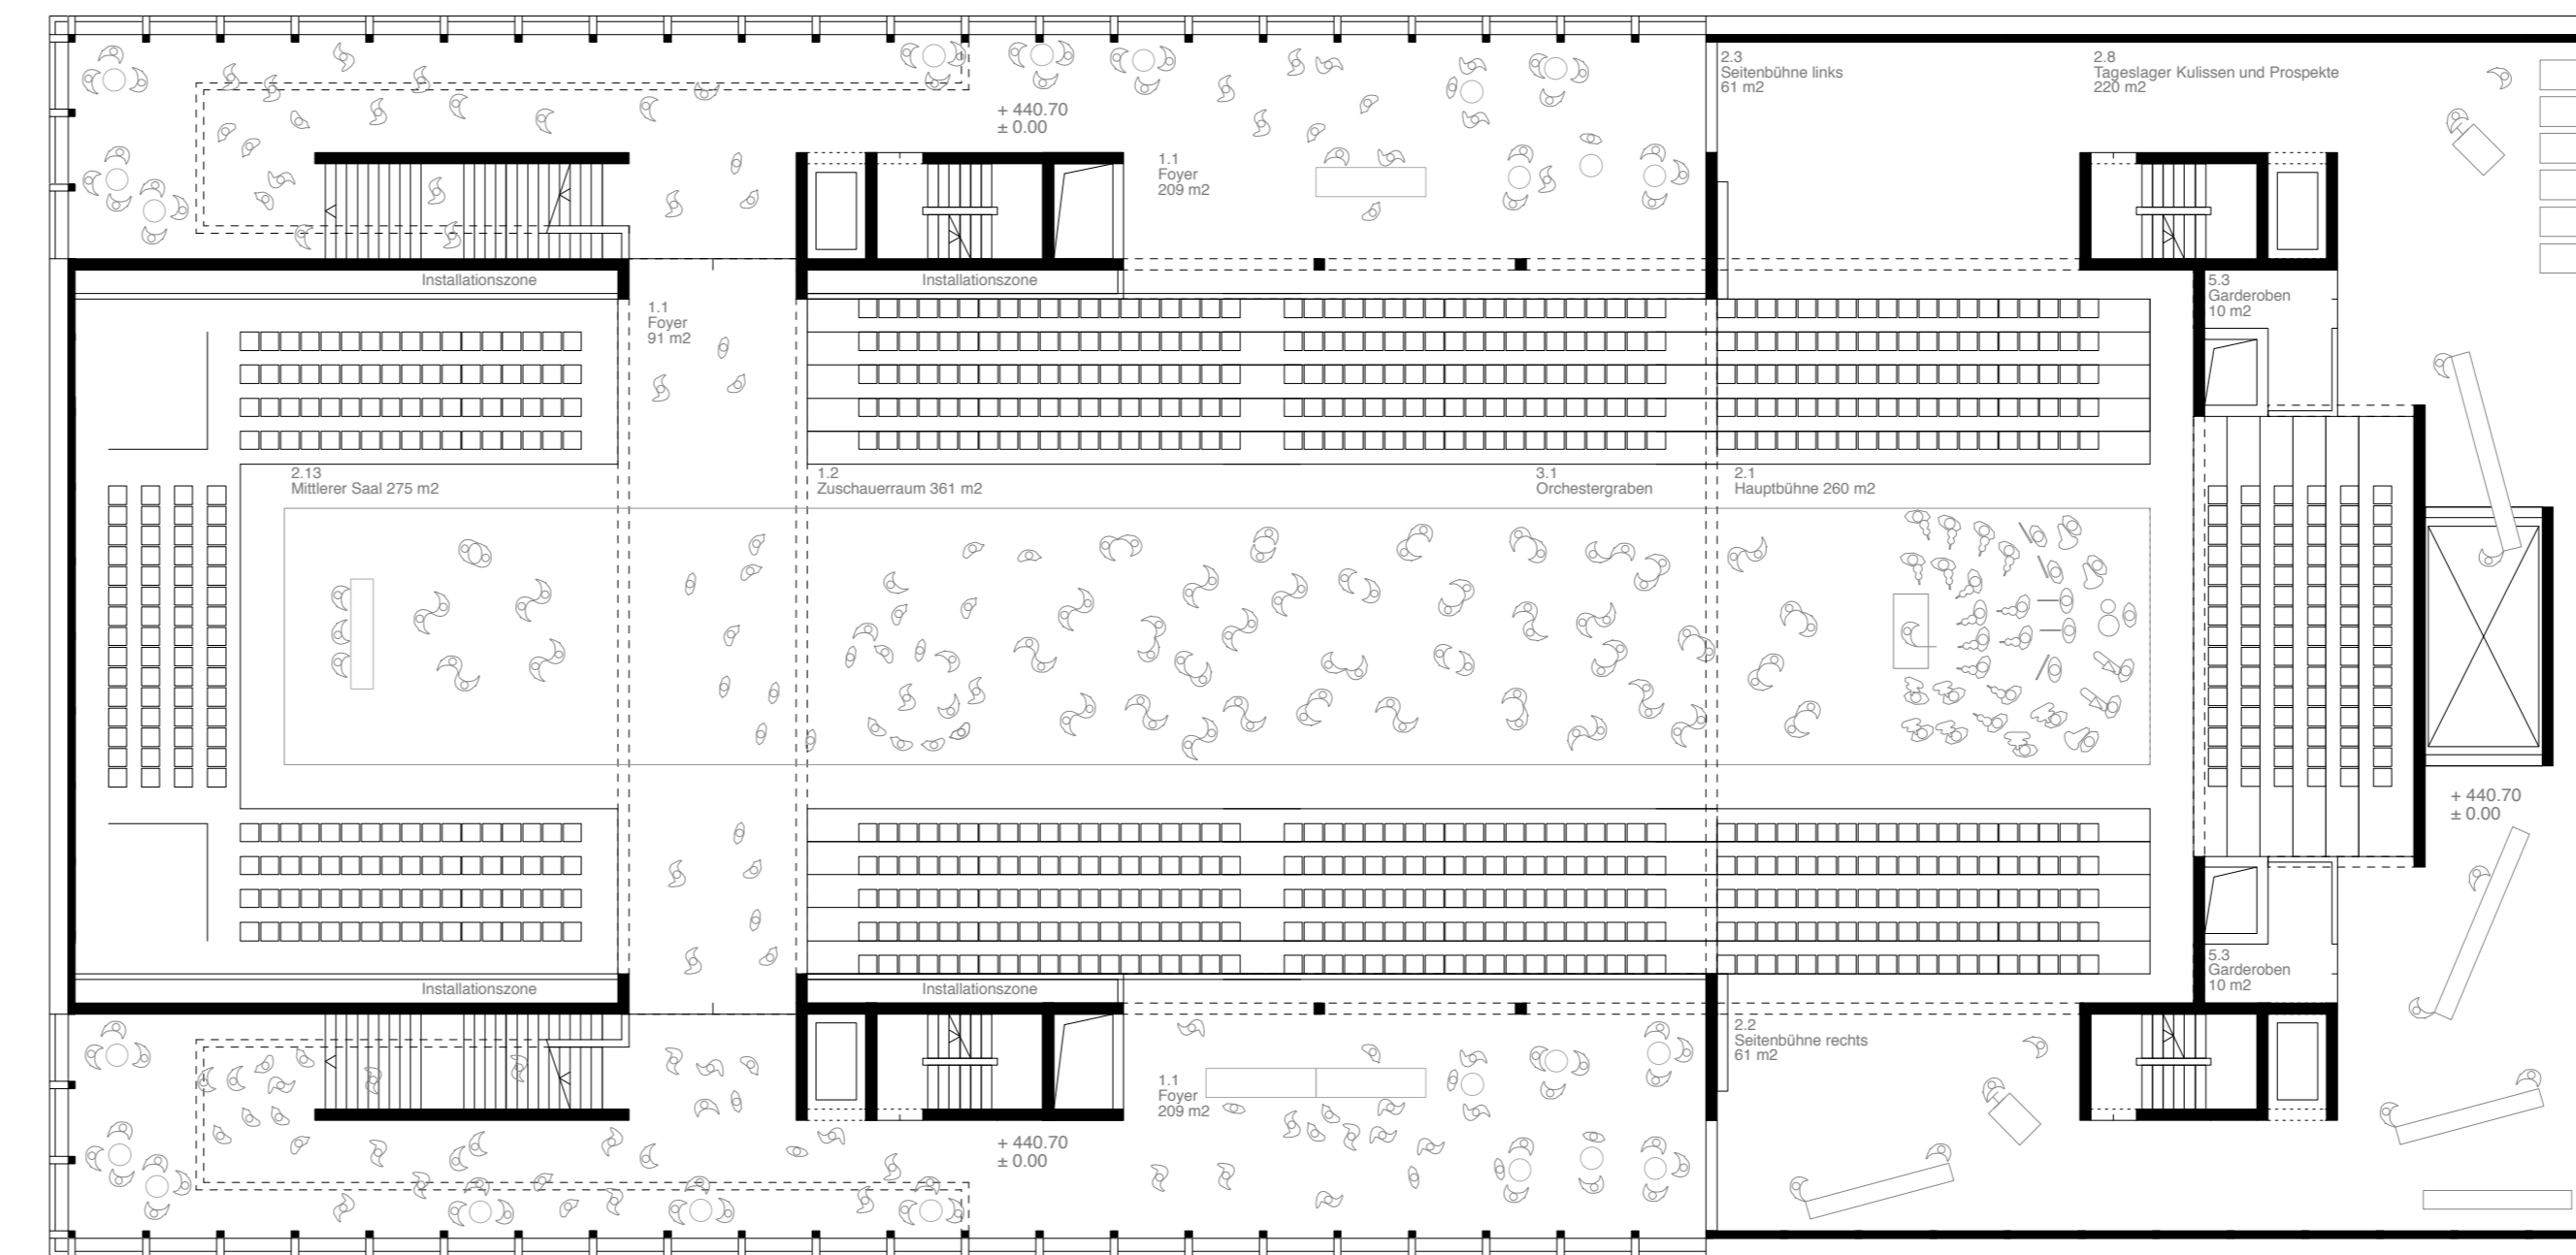 2.3
Seitenbühne links
61 m2
2.8
Tageslager Kulissen und Prospekte
220 m2
+ 440.70
± 0.00
1.1
Foyer
209 m2
Installationszone
Installationszone
5.3
Garderoben
10 m2
1.1
Foyer
91 m2
2.13
Mittlerer Saal 275 m2
1.2
Zuschauerraum 361 m2
3.1
Orchestergraben
2.1
Hauptbühne 260 m2
+ 440.70
± 0.00
5.3
Garderoben
10 m2
Installationszone
Installationszone
2.2
Seitenbühne rechts
61 m2
1.1
Foyer
209 m2
+ 440.70
± 0.00